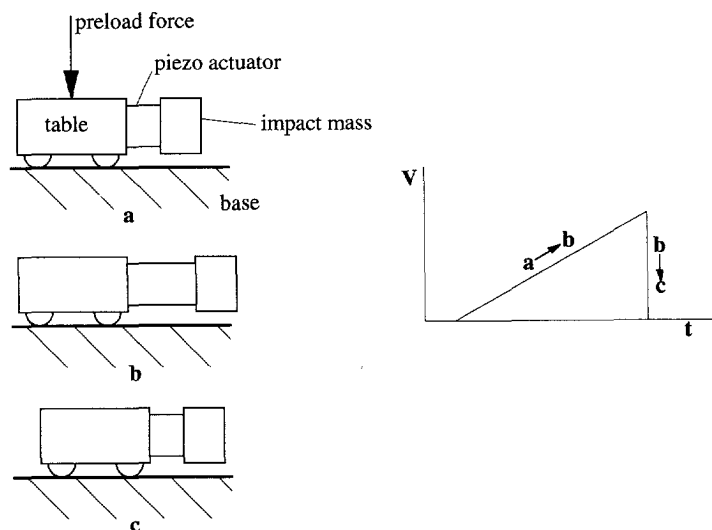 preload force
piezo actuator
table
impact mass
base
a
b
c
V
a
b
b
c
t